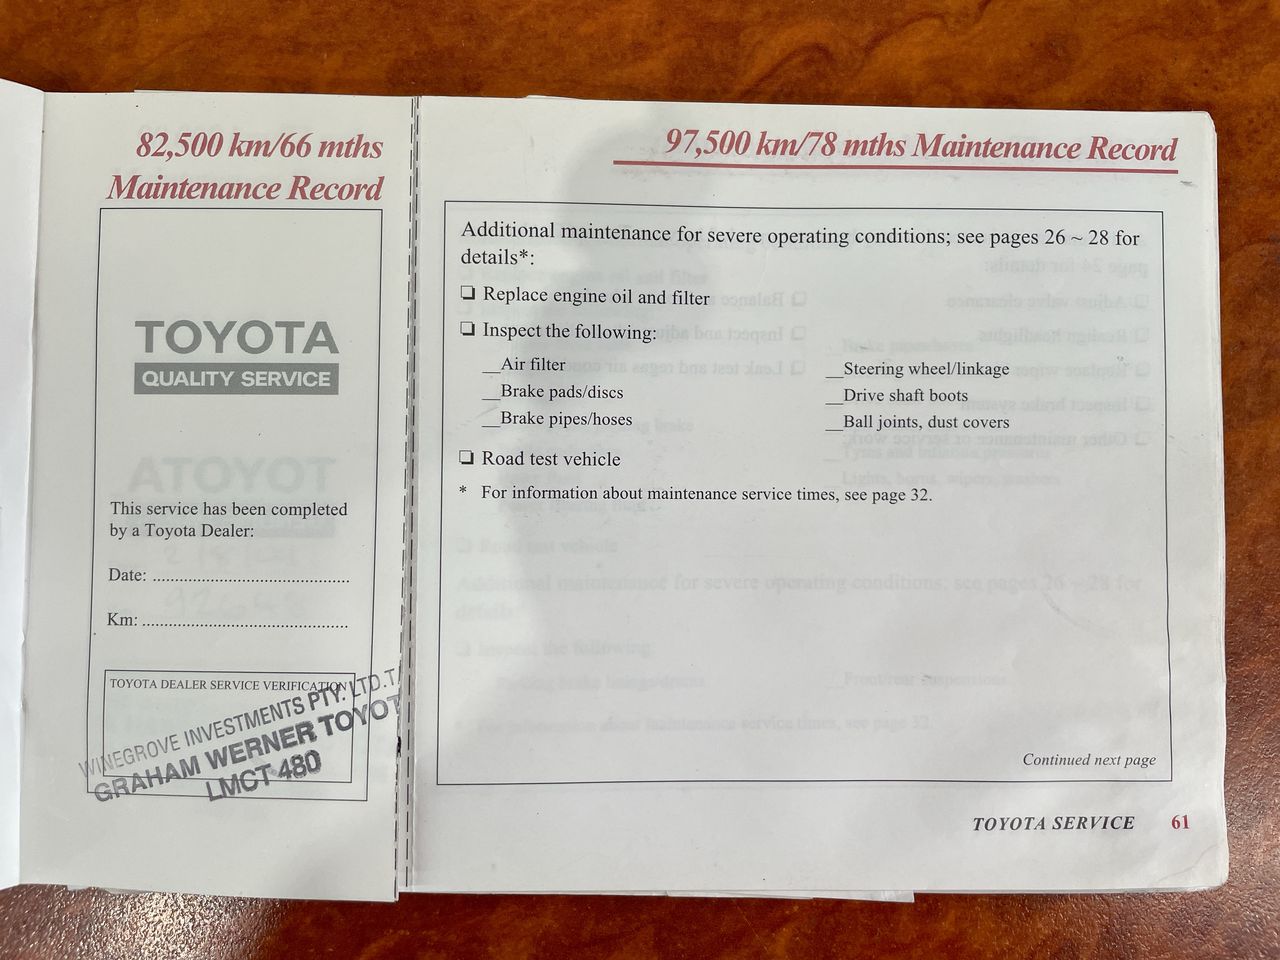 82,500 km/66 mths
Maintenance Record
TOYOTA
QUALITY SERVICE
This service has been completed
by a Toyota Dealer:
Date: ............................................
Km: ...............................................
TOYOTA DEALER SERVICE VERIFICATION
WINEGROVE INVESTMENTS PTY. LTD. T/
GRAHAM WERNER TOYOT
LMCT 480
97,500 km/78 mths Maintenance Record
Additional maintenance for severe operating conditions; see pages 26 ~ 28 for
details*:
❏ Replace engine oil and filter
❏ Inspect the following:
__Air filter
__Brake pads/discs
__Brake pipes/hoses
__Steering wheel/linkage
__Drive shaft boots
__Ball joints, dust covers
❏ Road test vehicle
* For information about maintenance service times, see page 32.
Continued next page
TOYOTA SERVICE 61